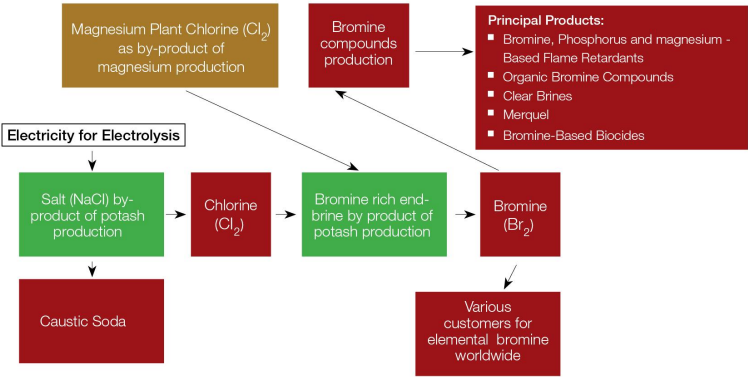 Magnesium Plant Chlorine (Cl2)
as by-product of
magnesium production
Bromine
compounds
production
Principal Products:
▪ Bromine, Phosphorus and magnesium -
Based Flame Retardants
▪ Organic Bromine Compounds
▪ Clear Brines
▪ Merquel
▪ Bromine-Based Biocides
Electricity for Electrolysis
Salt (NaCl) by-
product of potash
production
Chlorine
(Cl2)
Bromine rich end-
brine by product of
potash production
Bromine
(Br2)
Caustic Soda
Various
customers for
elemental bromine
worldwide